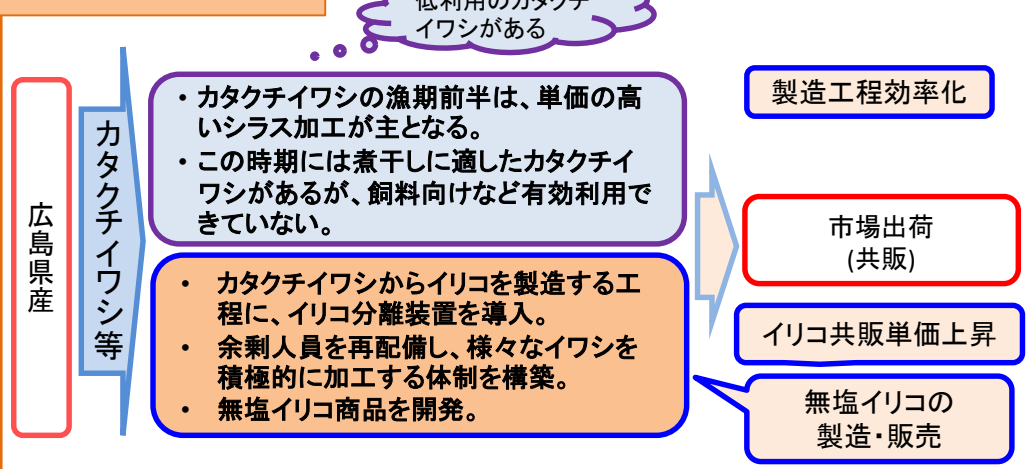 低利用のカタクチ
イワシがある
広島県産
カタクチイワシ等
・カタクチイワシの漁期前半は、単価の高
いシラス加工が主となる。
・この時期には煮干しに適したカタクチイ
ワシがあるが、飼料向けなど有効利用で
きていない。
• カタクチイワシからイリコを製造する工
程に、イリコ分離装置を導入。
• 余剰人員を再配備し、様々なイワシを
積極的に加工する体制を構築。
• 無塩イリコ商品を開発。
製造工程効率化
市場出荷
(共販)
イリコ共販単価上昇
無塩イリコの
製造・販売